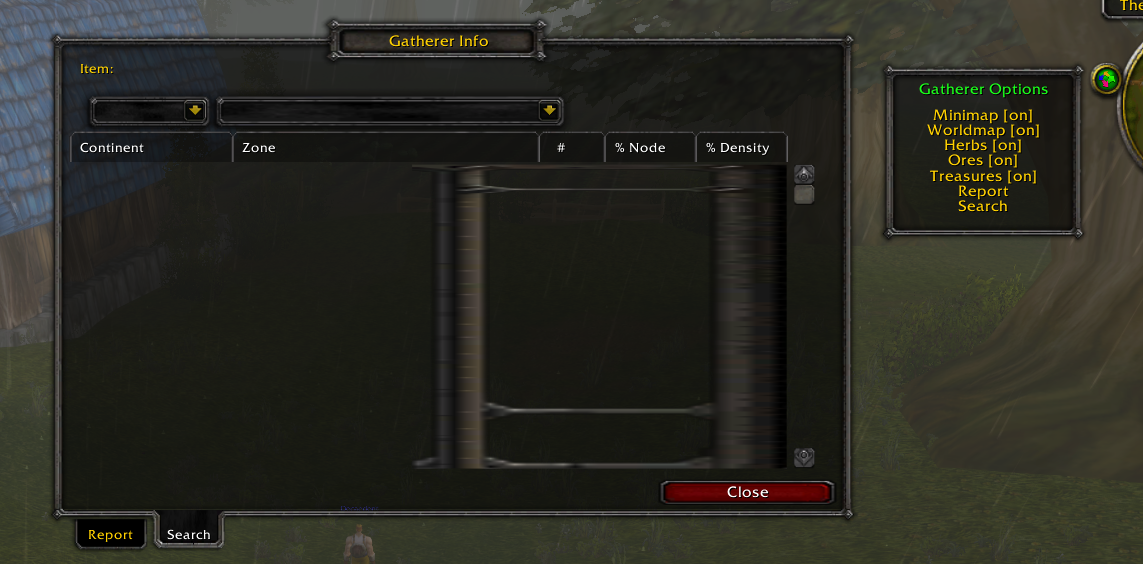 The
Gatherer Info
Item:
Continent Zone # % Node % Density
Close
Report Search
Gatherer Options
Minimap [on]
Worldmap [on]
Herbs [on]
Ores [on]
Treasures [on]
Report
Search